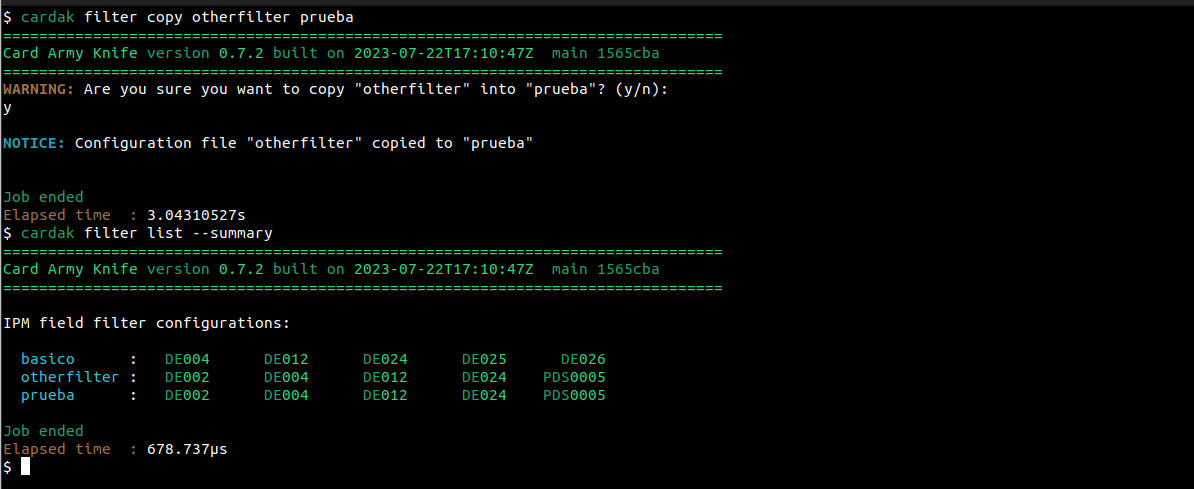 $ cardak filter copy otherfilter prueba
================================================================================
Card Army Knife version 0.7.2 built on 2023-07-22T17:10:47Z  main 1565cba
================================================================================
WARNING: Are you sure you want to copy "otherfilter" into "prueba"? (y/n):
y
NOTICE: Configuration file "otherfilter" copied to "prueba"
Job ended
Elapsed time  : 3.04310527s
$ cardak filter list --summary
================================================================================
Card Army Knife version 0.7.2 built on 2023-07-22T17:10:47Z  main 1565cba
================================================================================
IPM field filter configurations:
  basico      :   DE004      DE012      DE024      DE025      DE026
  otherfilter :   DE002      DE004      DE012      DE024    PDS0005
  prueba      :   DE002      DE004      DE012      DE024    PDS0005
Job ended
Elapsed time  : 678.737µs
$